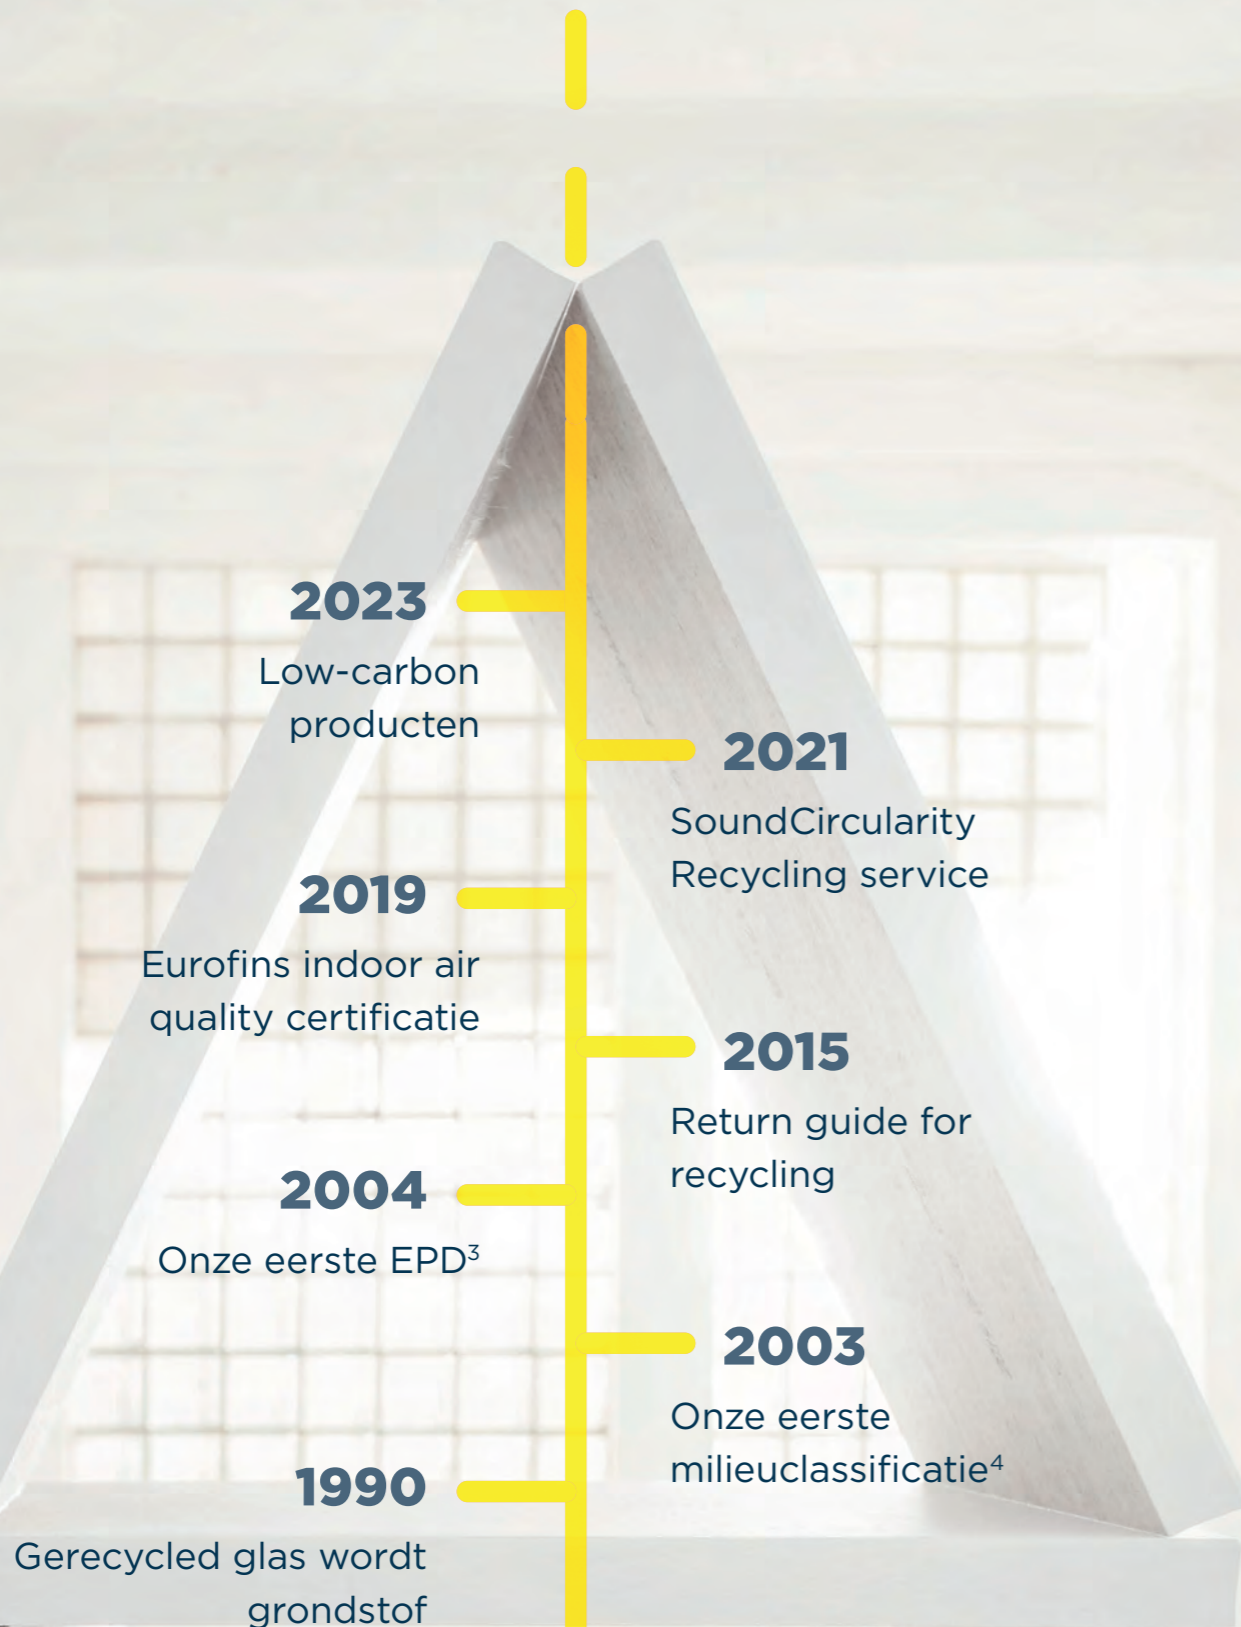 2023
Low-carbon
producten
2021
SoundCircularity
Recycling service
2019
Eurofins indoor air
quality certificatie
2015
Return guide for
recycling
2004
Onze eerste EPD³
2003
Onze eerste
milieuclassificatie⁴
1990
Gerecycled glas wordt
grondstof